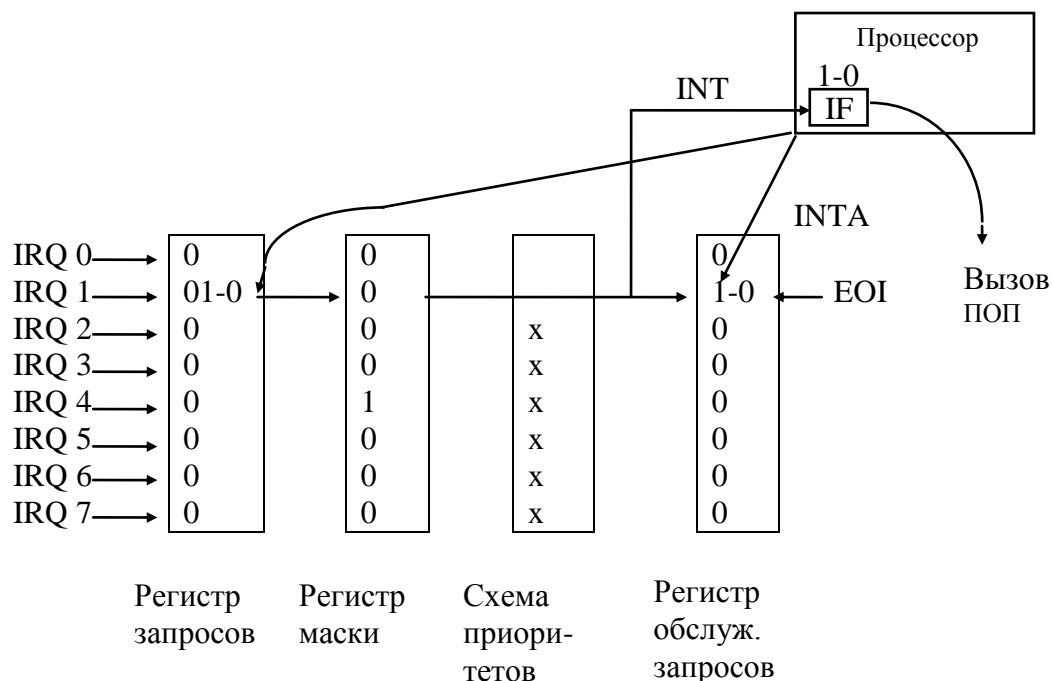 Процессор
1-0
INT
IF
INTA
IRQ 0 0 0 0
IRQ 1 01-0 0 1-0 EOI
Вызов
ПОП
IRQ 2 0 0 x 0
IRQ 3 0 0 x 0
IRQ 4 0 1 x 0
IRQ 5 0 0 x 0
IRQ 6 0 0 x 0
IRQ 7 0 0 x 0
Регистр
запросов
Регистр
маски
Схема
приори-
тетов
Регистр
обслуж.
запросов